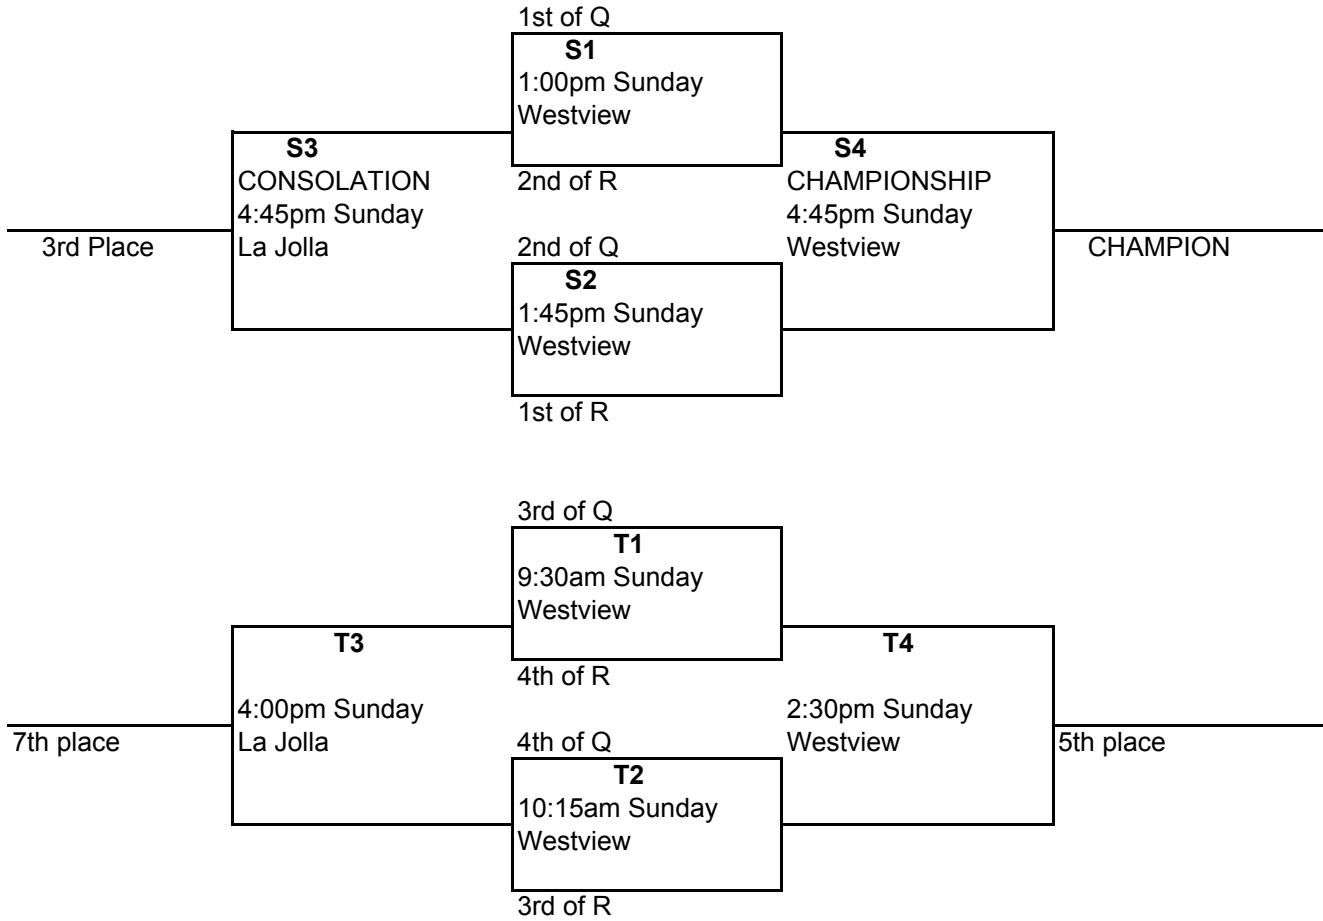 1st of Q
S1
1:00pm Sunday
Westview
S3
S4
CONSOLATION
2nd of R
CHAMPIONSHIP
4:45pm Sunday
4:45pm Sunday
3rd Place
La Jolla
2nd of Q
Westview
CHAMPION
S2
1:45pm Sunday
Westview
1st of R
3rd of Q
T1
9:30am Sunday
Westview
T3
T4
4th of R
4:00pm Sunday
2:30pm Sunday
7th place
La Jolla
4th of Q
Westview
5th place
T2
10:15am Sunday
Westview
3rd of R